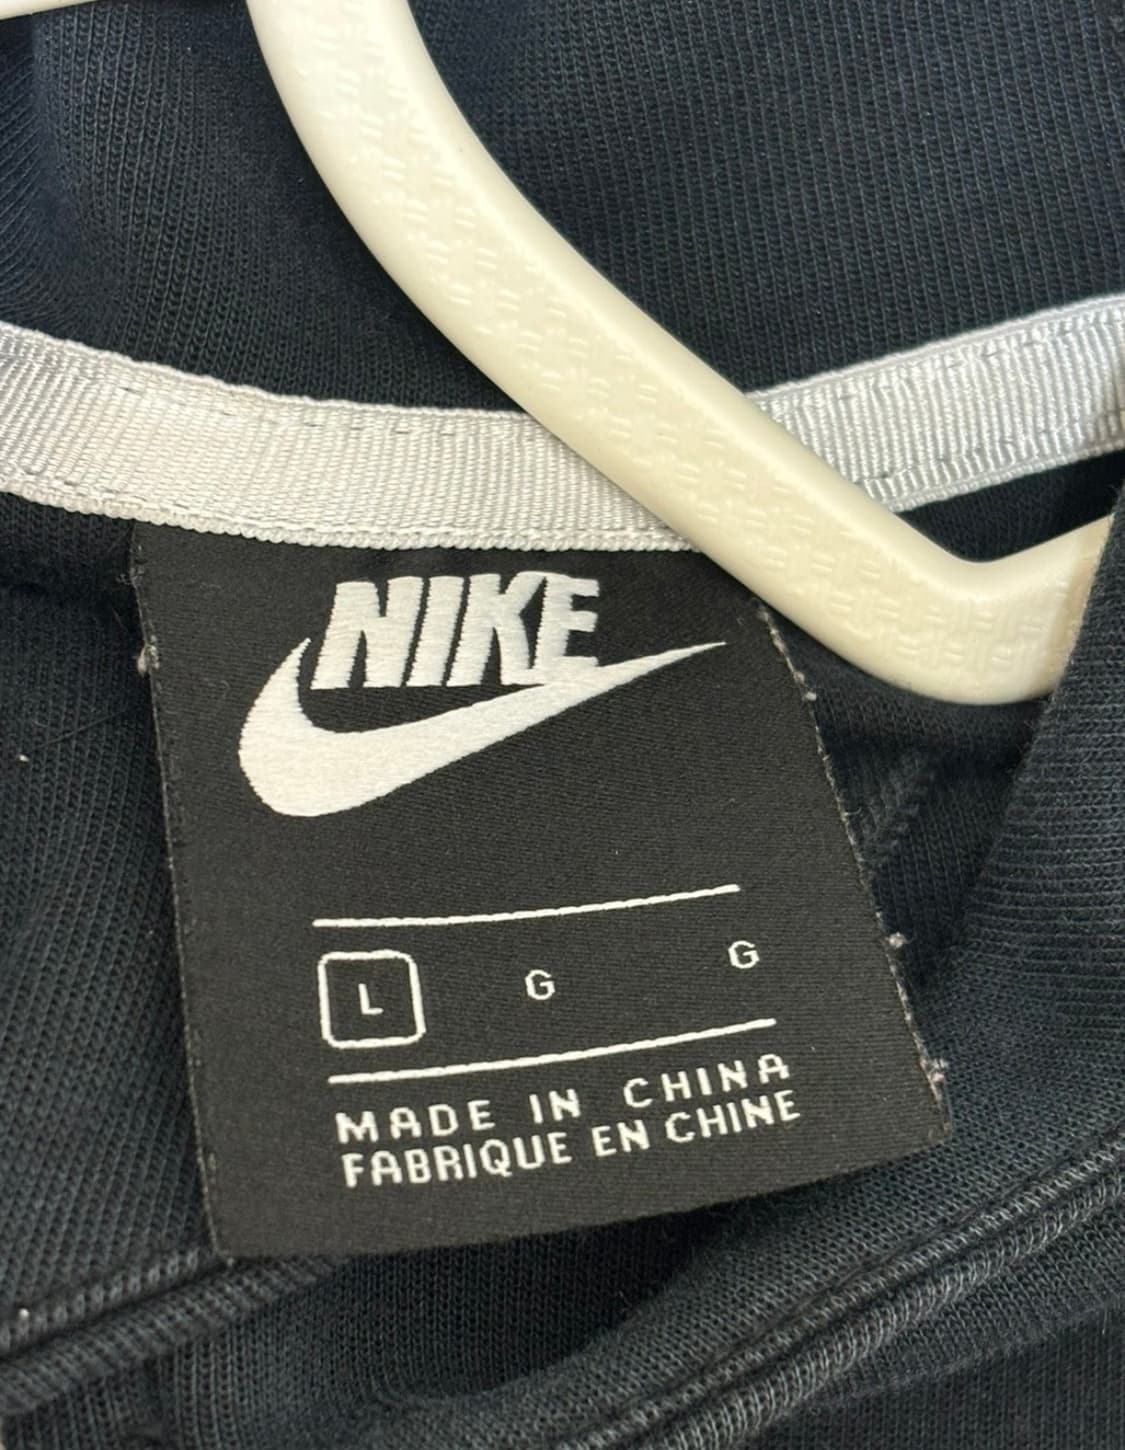 NIKE
L G G
MADE IN CHINA
FABRIQUE EN CHINE